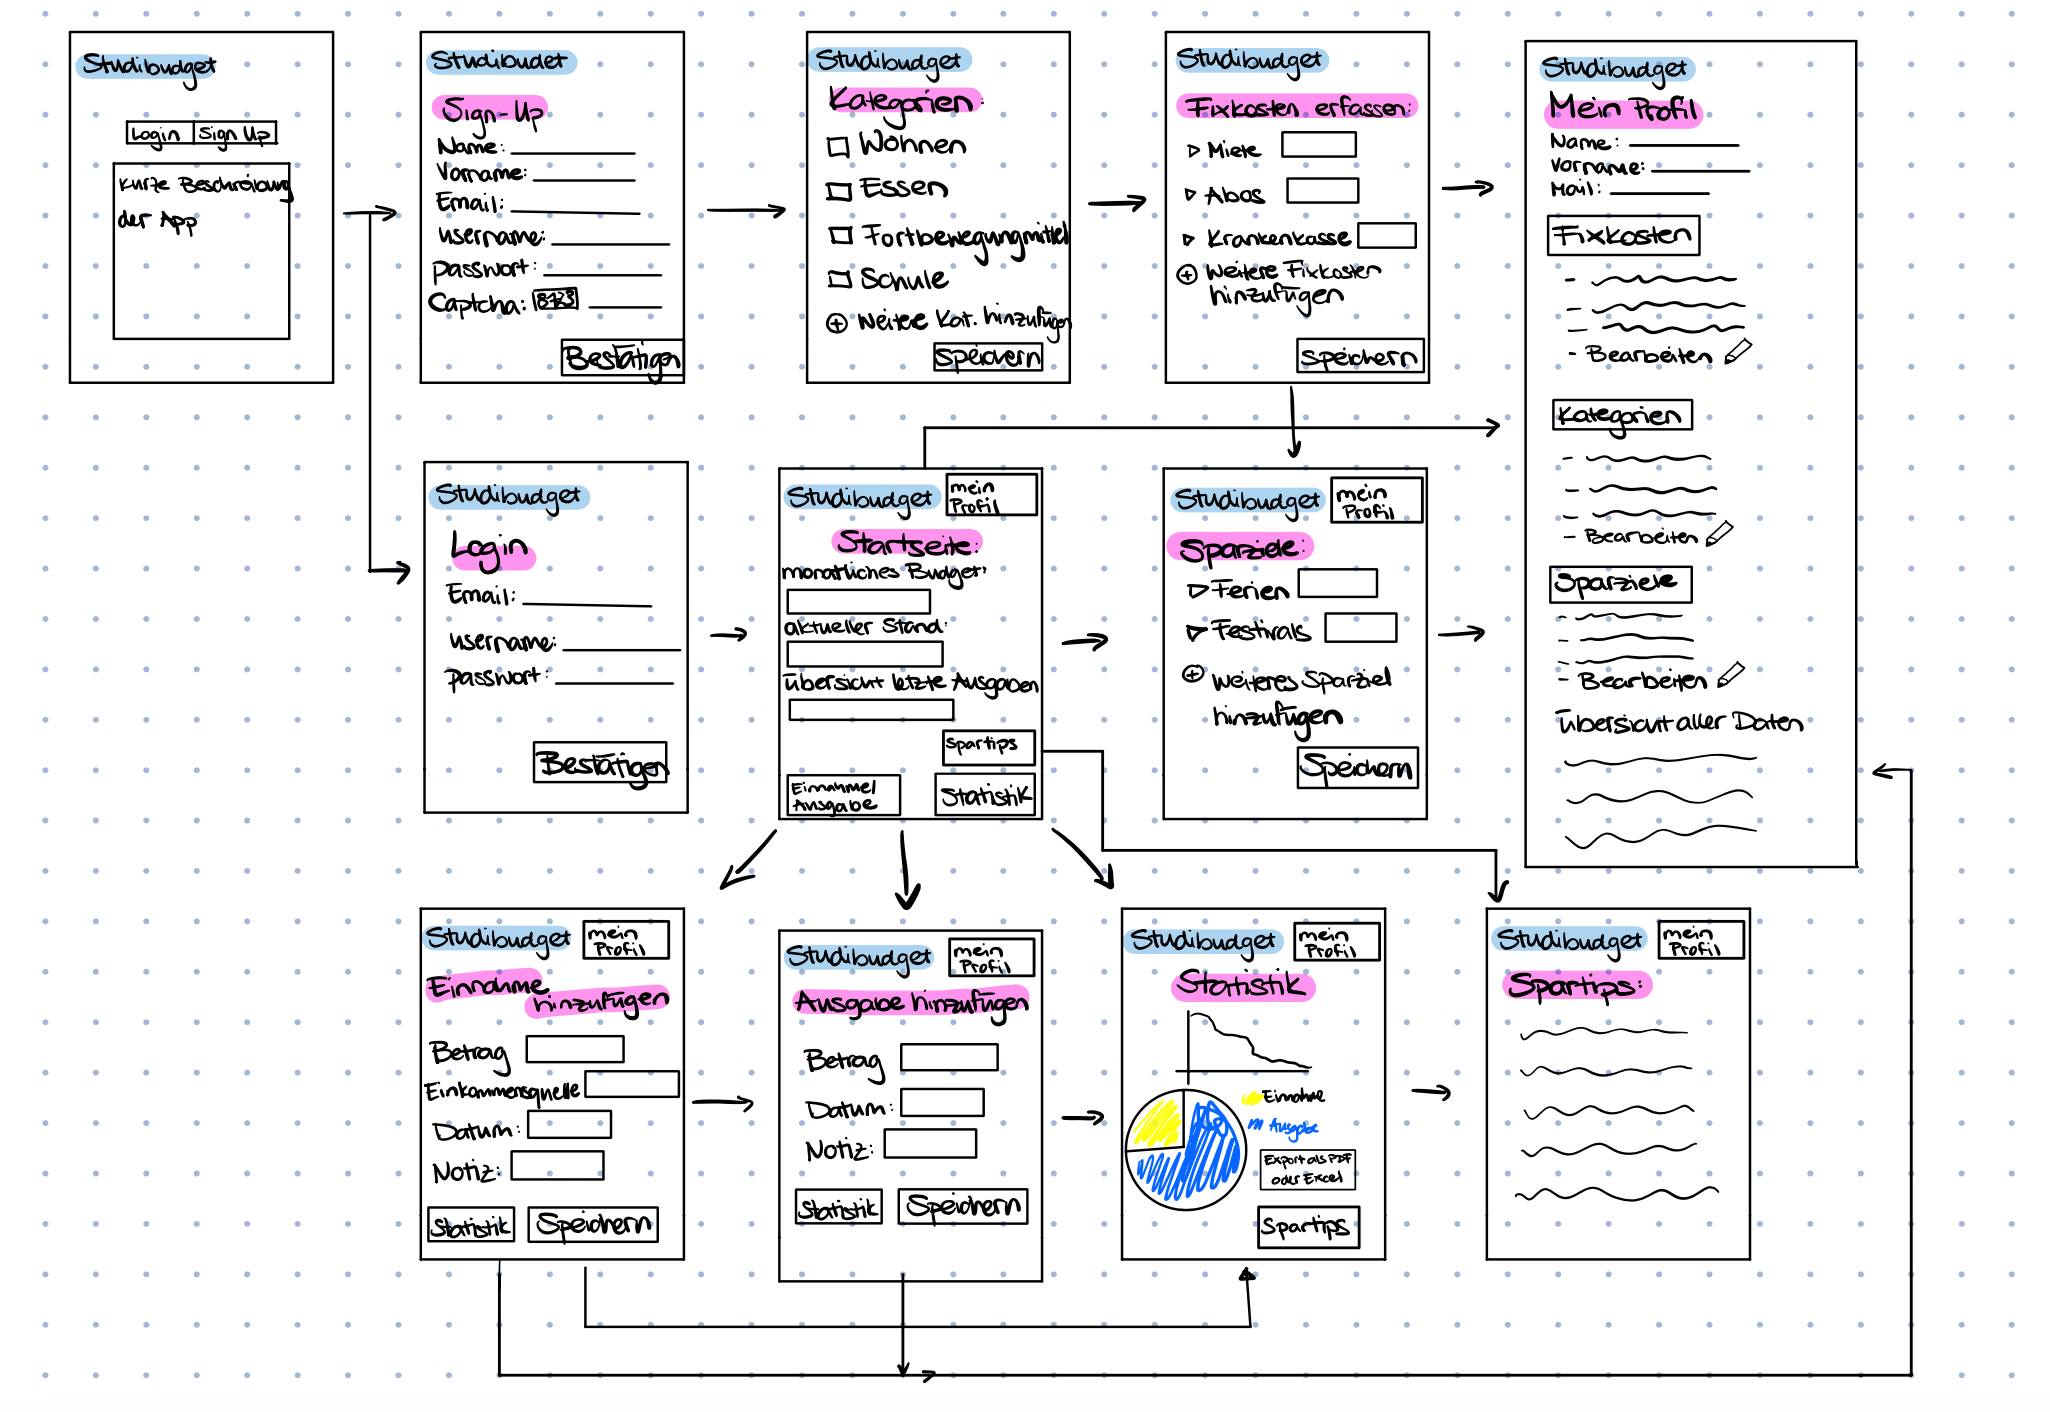 Studibudget
Login
Sign Up
Kurze Beschreibung
der App
Studibudet
Sign-Up
Name:
Vorname:
Email:
username:
passwort:
Captcha: 8723
Bestätigen
Studibudget
Kategorien:
Wohnen
Essen
Fortbewegungmittel
Schule
Weitere Kat. hinzufügen
Speichern
Studibudget
Fixkosten erfassen:
Miete
Abos
Krankenkasse
Weitere Fixkosten
hinzufügen
Speichern
Studibudget
Mein Profil
Name:
Vorname:
Mail:
Fixkosten
- Bearbeiten
Kategorien
- Bearbeiten
Sparziele
- Bearbeiten
Übersicht aller Daten
Studibudget
Login
Email:
username:
passwort:
Bestätigen
Studibudget
mein
Profil
Startseite:
monatliches Budget:
aktueller Stand:
Übersicht letzte Ausgaben
Spartips
Einnahme/
Ausgabe
Statistik
Studibudget
mein
Profil
Sparziele:
Ferien
Festivals
Weiteres Sparziel
hinzufügen
Speichern
Studibudget
mein
Profil
Einnahme
hinzufügen
Betrag
Einkommensquelle
Datum:
Notiz:
Statistik
Speichern
Studibudget
mein
Profil
Ausgabe hinzufügen
Betrag
Datum:
Notiz:
Statistik
Speichern
Studibudget
mein
Profil
Statistik
Einnahme
Ausgabe
Export als PDF
oder Excel
Spartips
Studibudget
mein
Profil
Spartips: